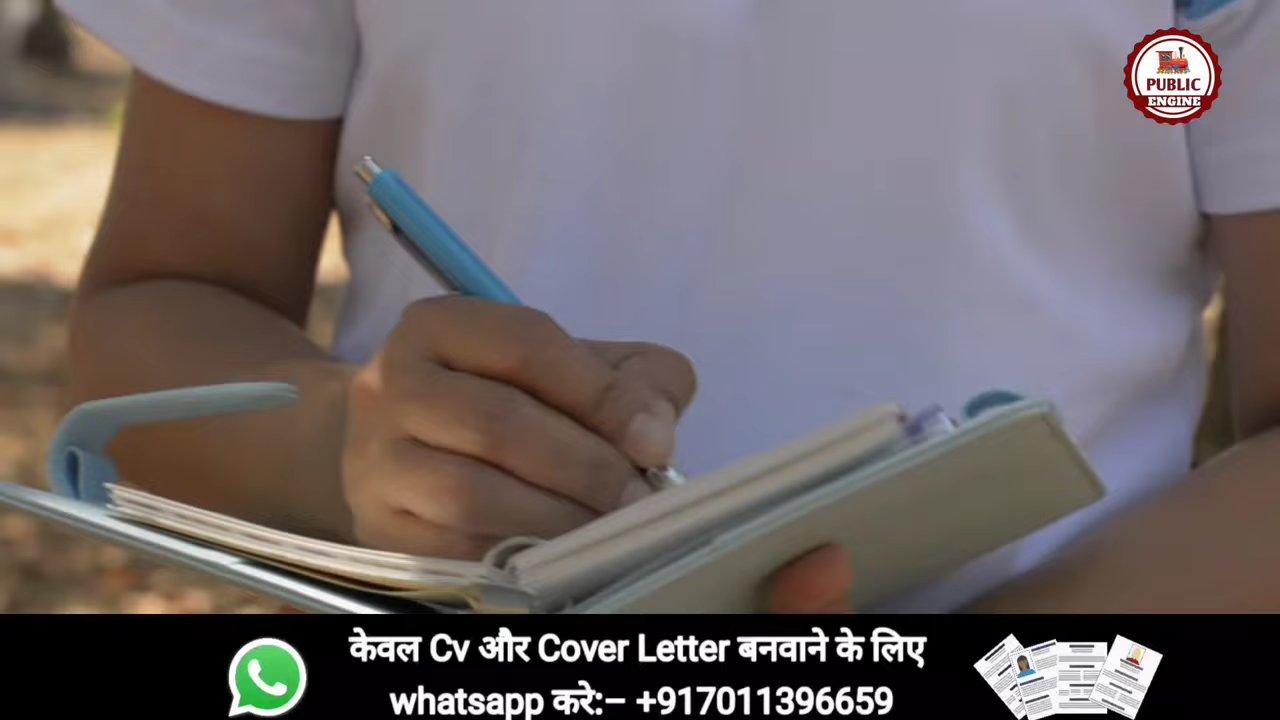 PUBLIC
ENGINE
केवल Cv और Cover Letter बनवाने के लिए
whatsapp करे:– +917011396659